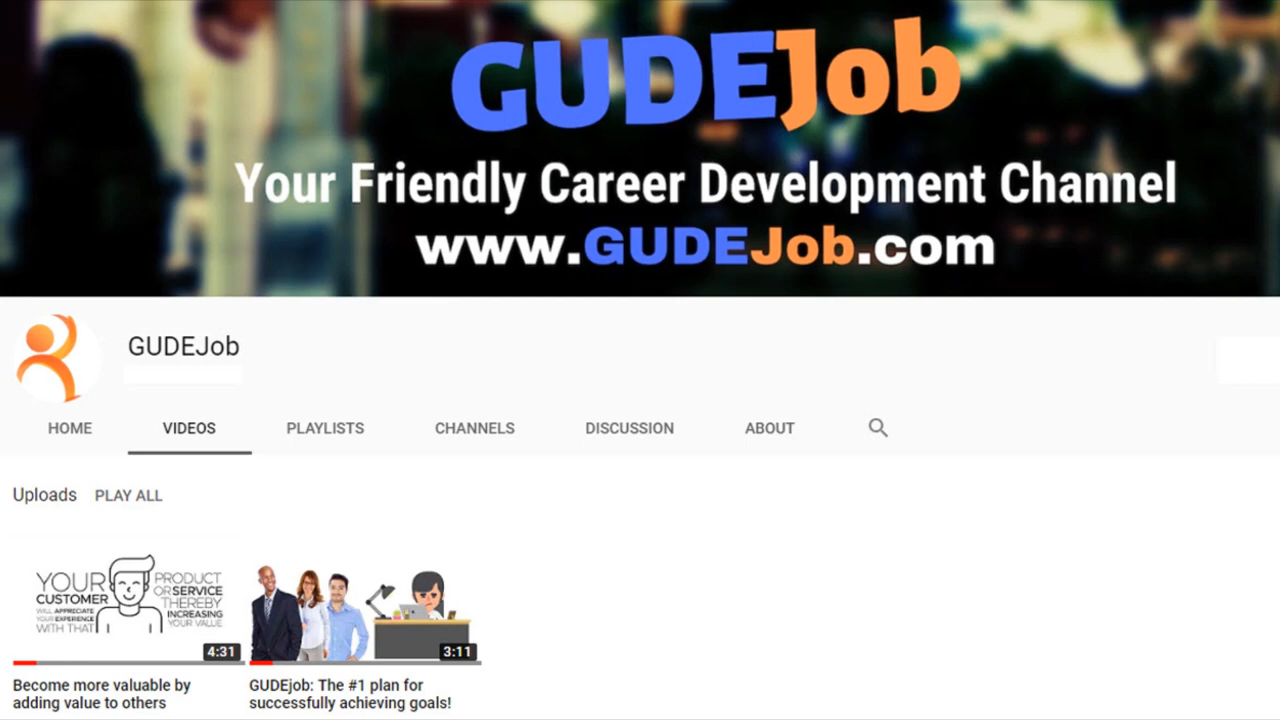 GUDEJob
Your Friendly Career Development Channel
www.GUDEJob.com
GUDEJob
HOME VIDEOS PLAYLISTS CHANNELS DISCUSSION ABOUT
Uploads PLAY ALL
YOUR
CUSTOMER
WILL APPRECIATE
YOUR EXPERIENCE
WITH THAT
PRODUCT
OR SERVICE
THEREBY
INCREASING
YOUR VALUE
4:31
3:11
Become more valuable by
adding value to others
GUDEjob: The #1 plan for
successfully achieving goals!